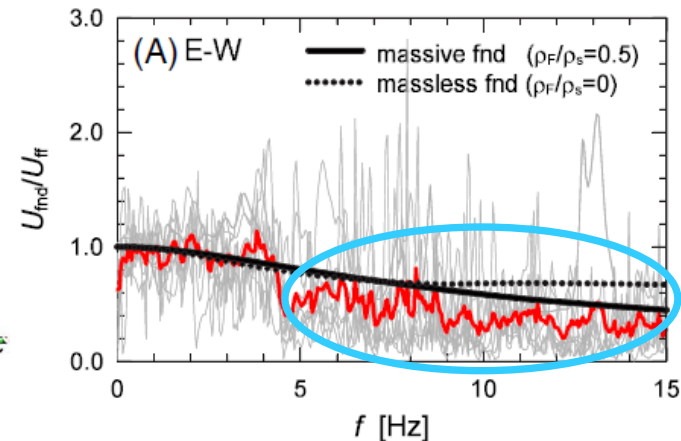 3.0
(A) E-W
massive fnd (ρF/ρs=0.5)
massless fnd (ρF/ρs=0)
2.0
Ufnd/Uff
1.0
0.0
0 5 10 15
f [Hz]